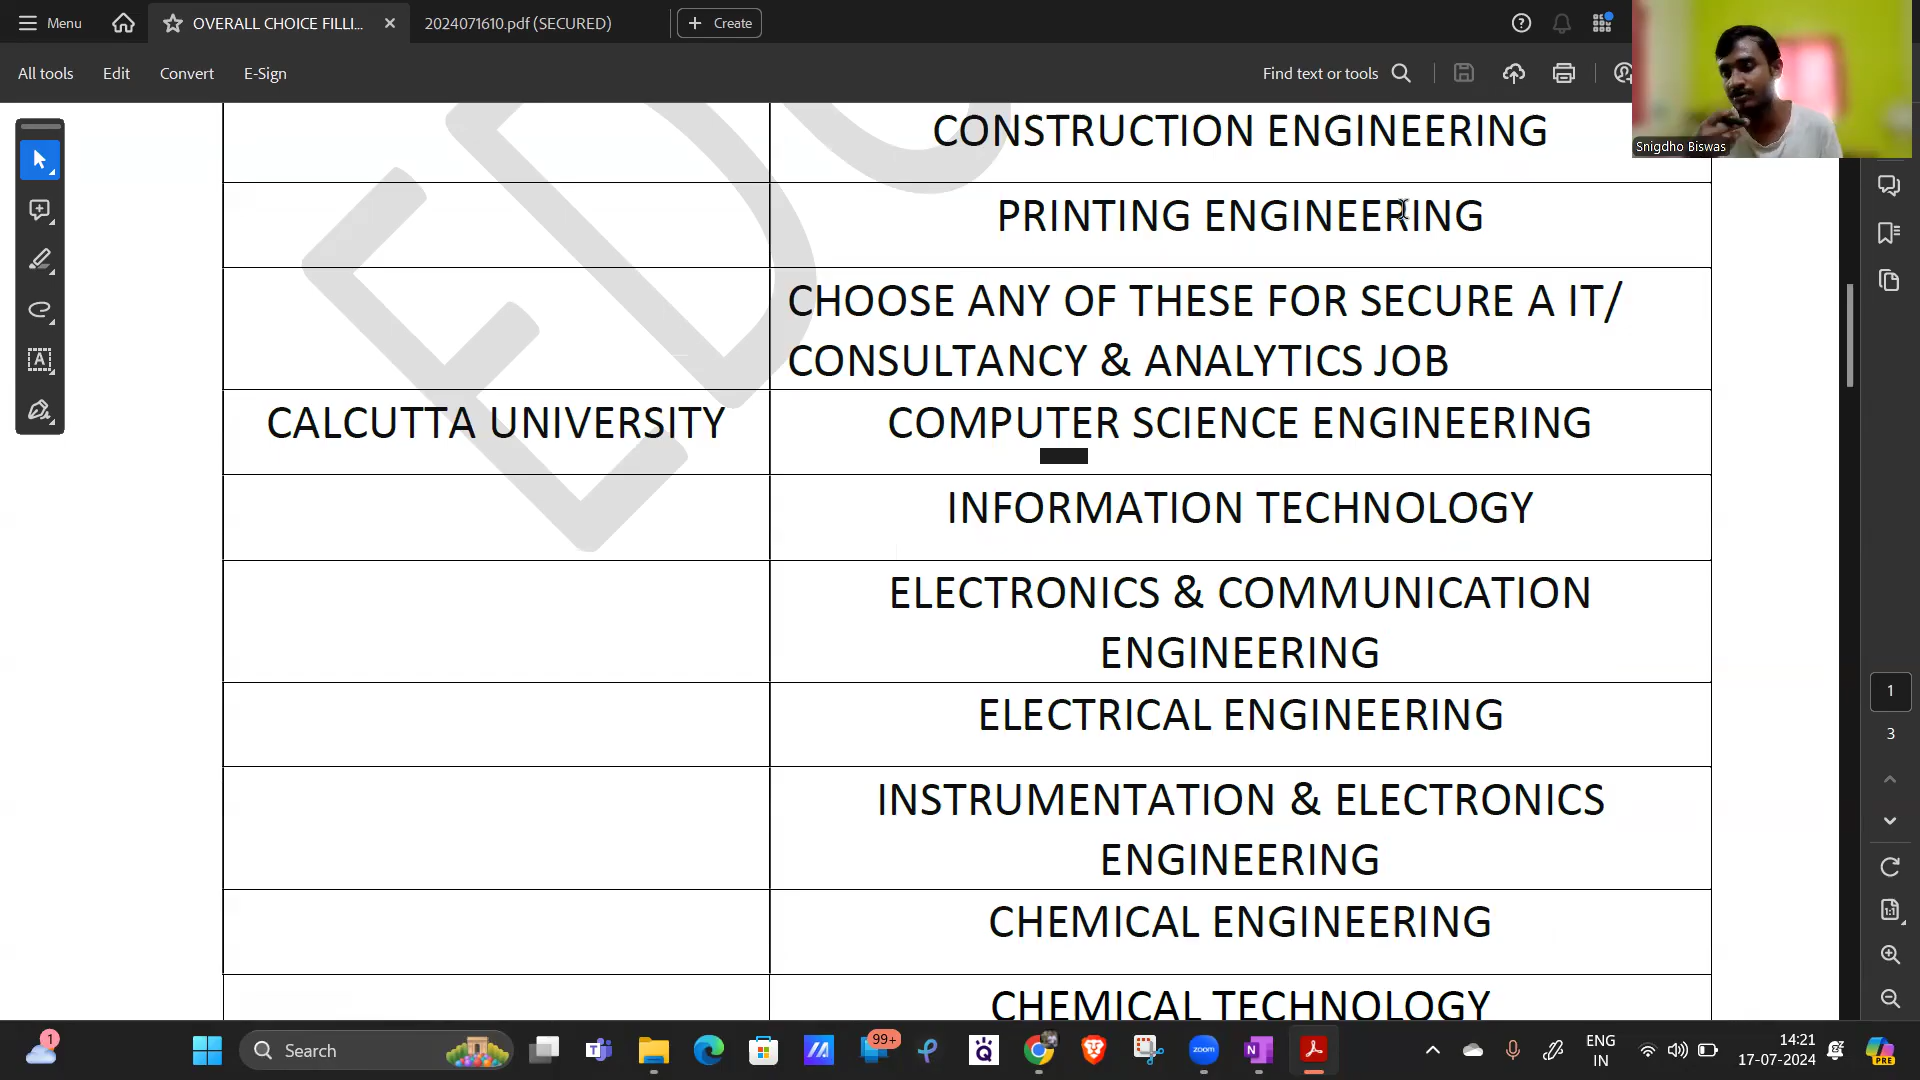 Menu
OVERALL CHOICE FILLI...
2024071610.pdf (SECURED)
Create
All tools
Edit
Convert
E-Sign
Find text or tools
Snigdho Biswas
CONSTRUCTION ENGINEERING
PRINTING ENGINEERING
CHOOSE ANY OF THESE FOR SECURE A IT/
CONSULTANCY & ANALYTICS JOB
CALCUTTA UNIVERSITY
COMPUTER SCIENCE ENGINEERING
INFORMATION TECHNOLOGY
ELECTRONICS & COMMUNICATION
ENGINEERING
ELECTRICAL ENGINEERING
INSTRUMENTATION & ELECTRONICS
ENGINEERING
CHEMICAL ENGINEERING
CHEMICAL TECHNOLOGY
1
3
1
Search
99+
zoom
ENG
IN
14:21
17-07-2024
PRE